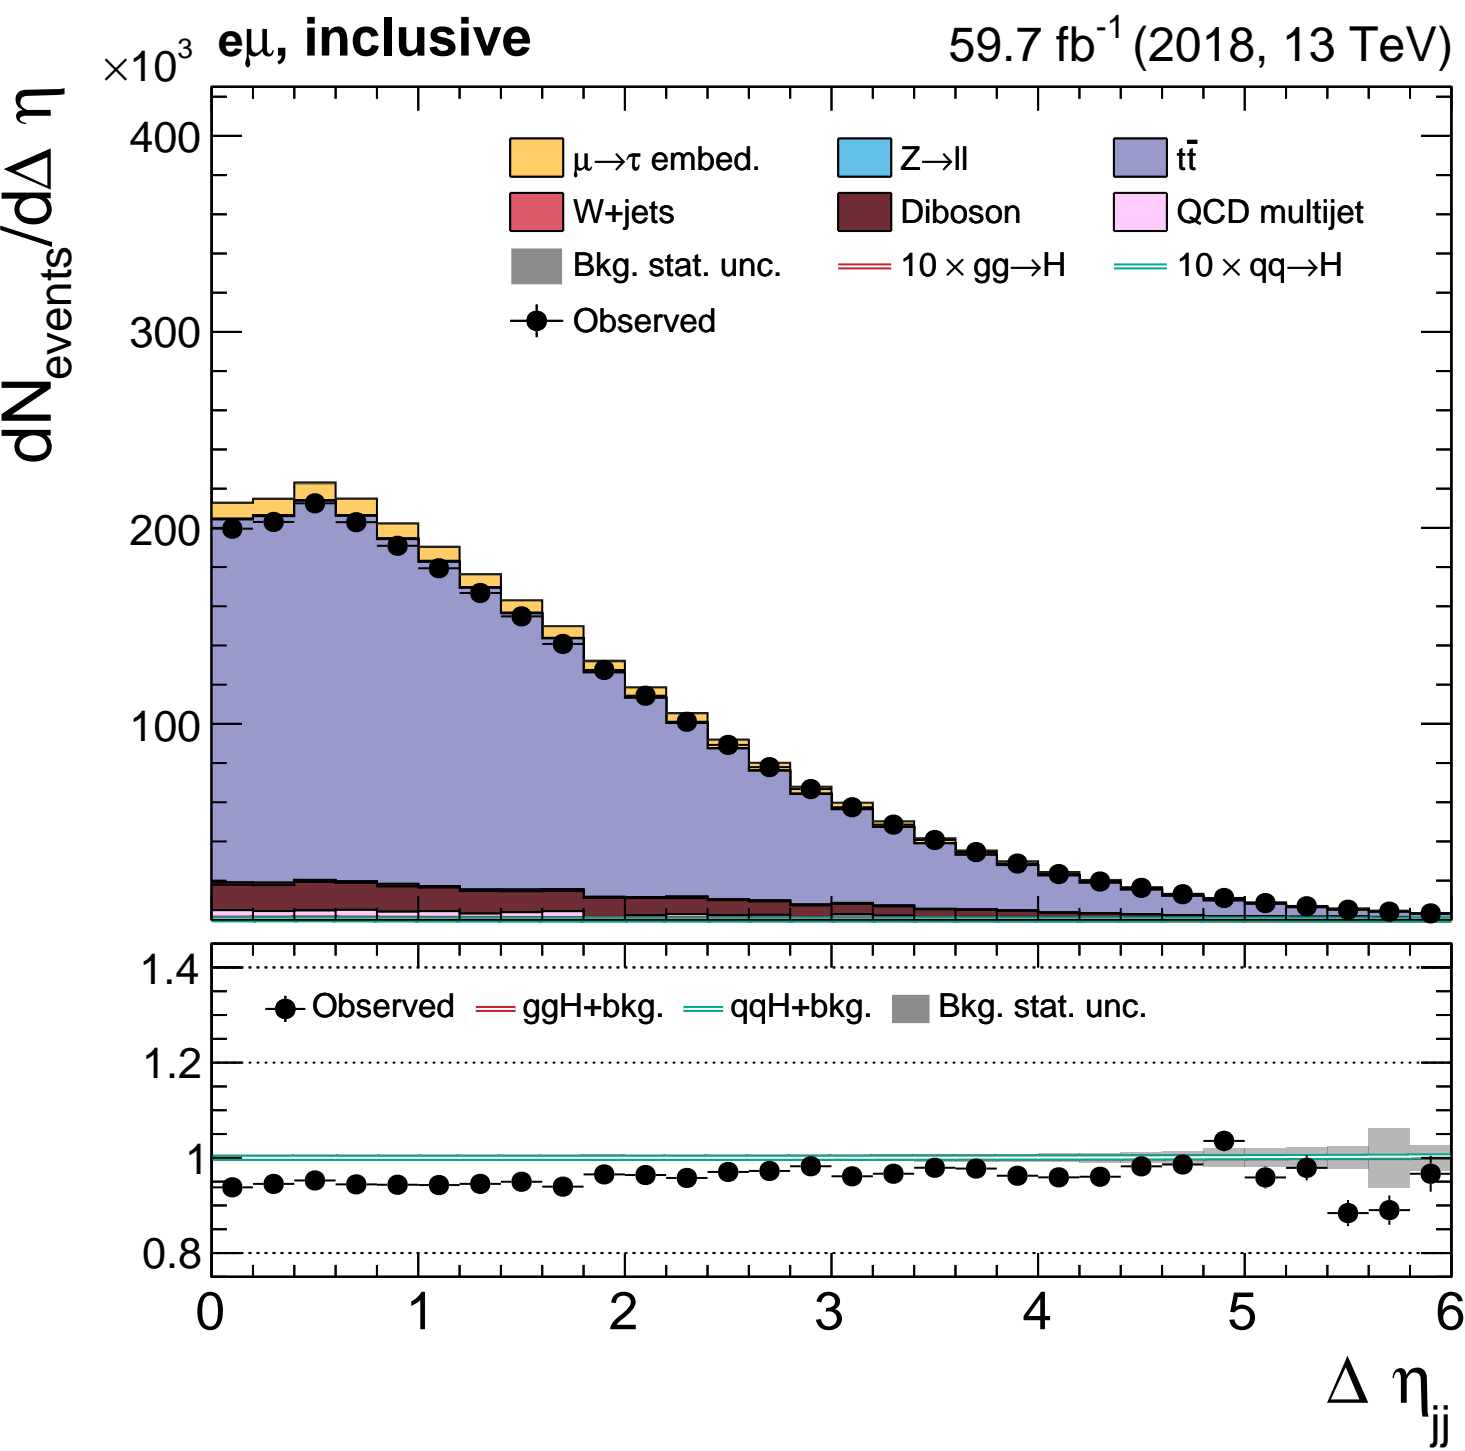 eμ, inclusive 59.7 fb⁻¹ (2018, 13 TeV)
×10³
dN_events/dΔ η
400
300
200
100
μ→τ embed. Z→ll tt̄
W+jets Diboson QCD multijet
Bkg. stat. unc. 10 × gg→H 10 × qq→H
Observed
1.4
1.2
1
0.8
Observed ggH+bkg. qqH+bkg. Bkg. stat. unc.
0 1 2 3 4 5 6
Δ η_jj